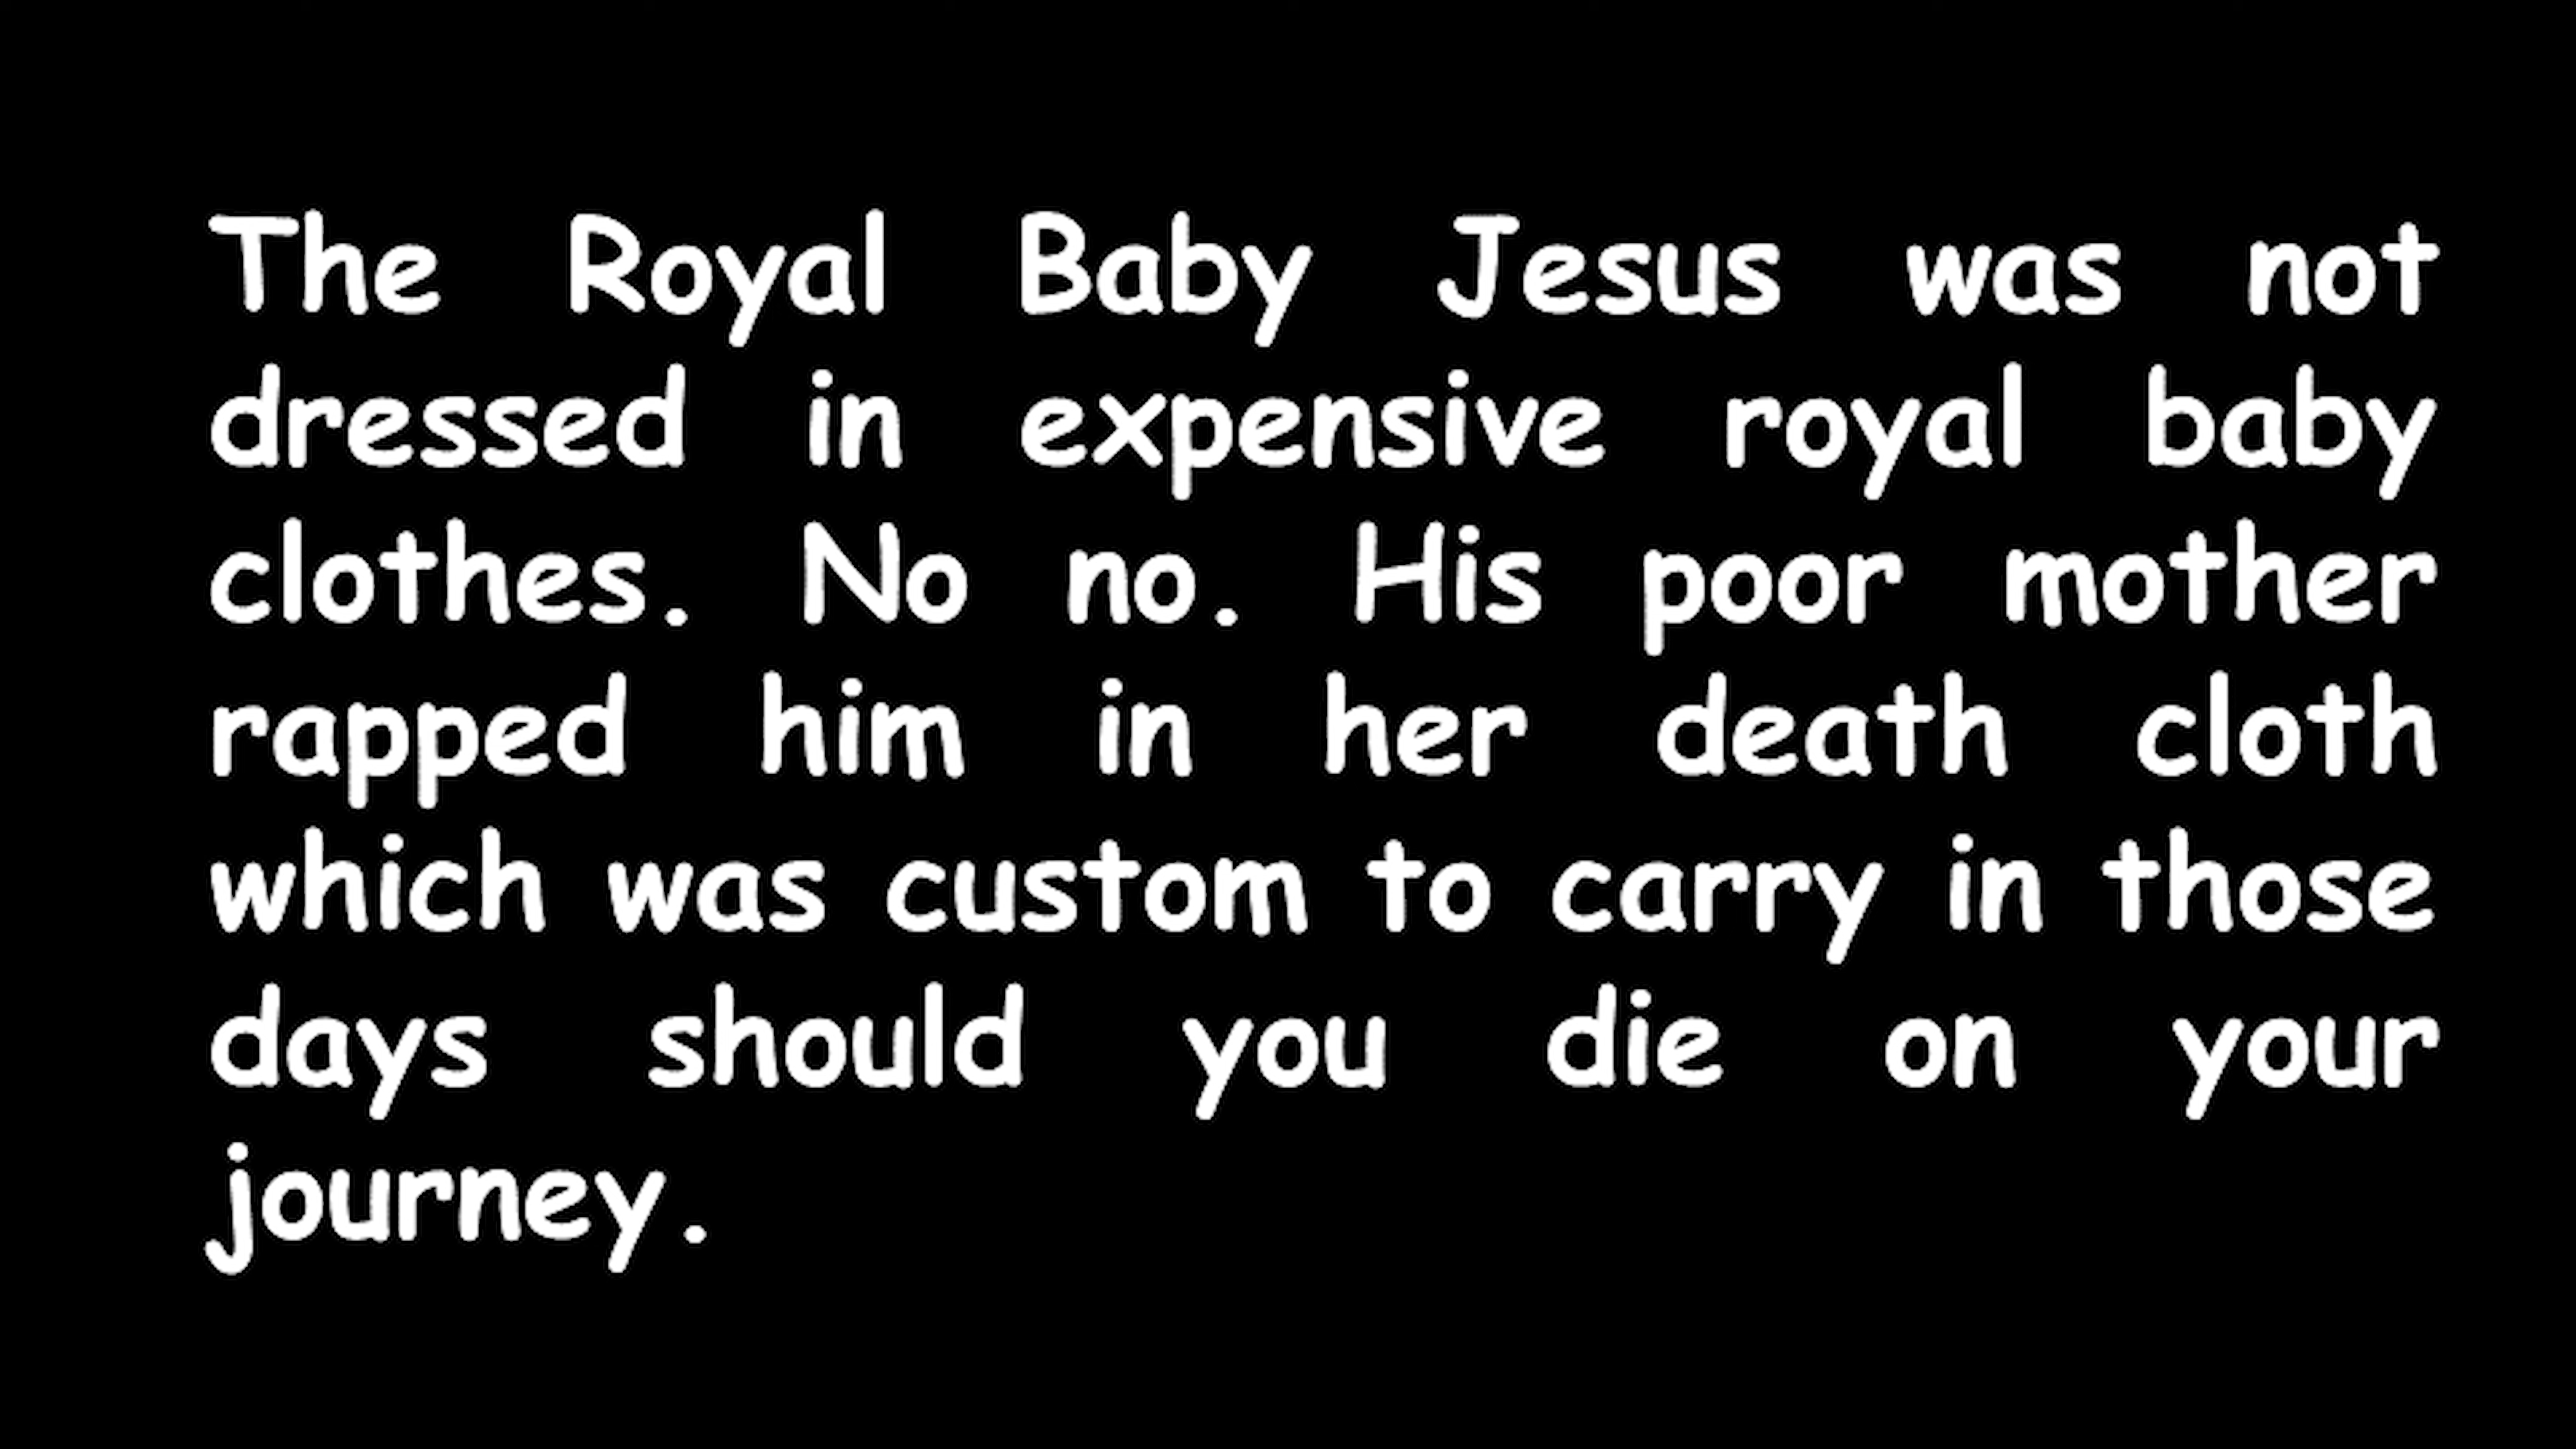 The Royal Baby Jesus was not
dressed in expensive royal baby
clothes. No no. His poor mother
rapped him in her death cloth
which was custom to carry in those
days should you die on your
journey.